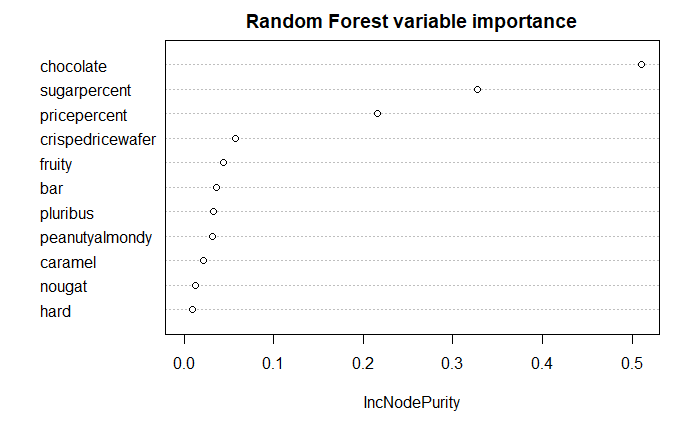 Random Forest variable importance
chocolate
sugarpercent
pricepercent
crispedricewafer
fruity
bar
pluribus
peanutyalmondy
caramel
nougat
hard
0.0 0.1 0.2 0.3 0.4 0.5
IncNodePurity